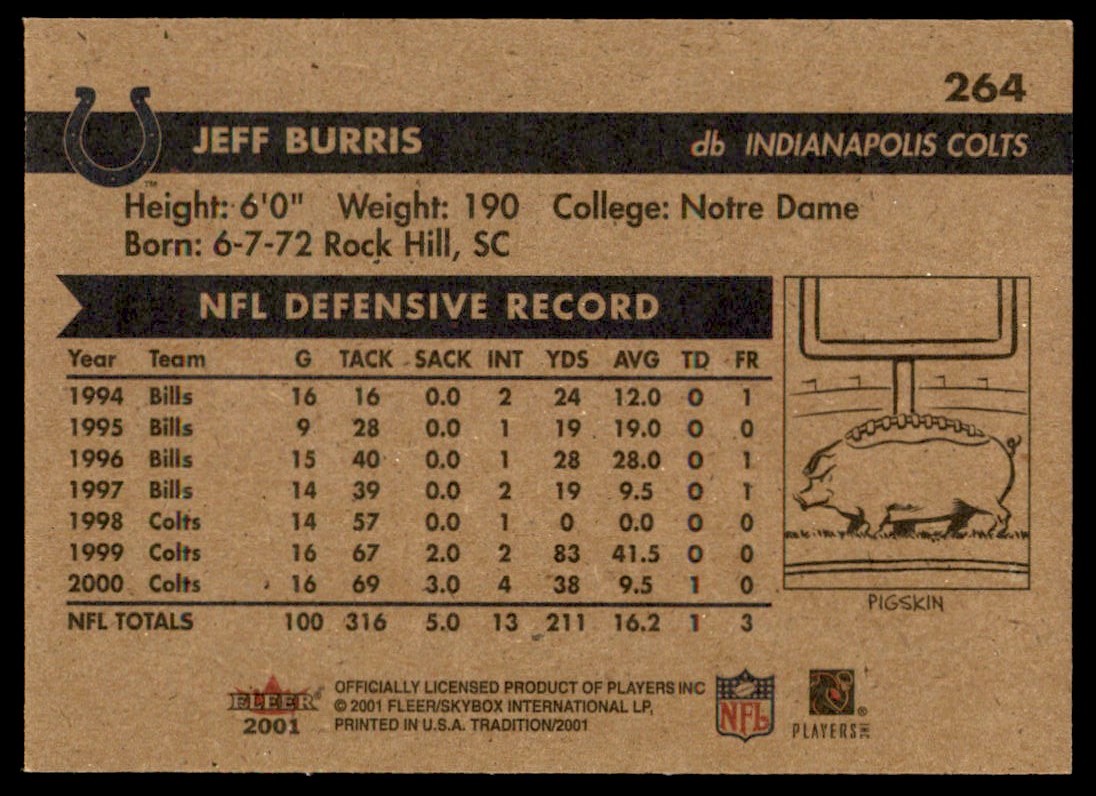 264
JEFF BURRIS db INDIANAPOLIS COLTS
TM
Height: 6'0" Weight: 190 College: Notre Dame
Born: 6-7-72 Rock Hill, SC
NFL DEFENSIVE RECORD
Year Team G TACK SACK INT YDS AVG TD FR
1994 Bills 16 16 0.0 2 24 12.0 0 1
1995 Bills 9 28 0.0 1 19 19.0 0 0
1996 Bills 15 40 0.0 1 28 28.0 0 1
1997 Bills 14 39 0.0 2 19 9.5 0 1
1998 Colts 14 57 0.0 1 0 0.0 0 0
1999 Colts 16 67 2.0 2 83 41.5 0 0
2000 Colts 16 69 3.0 4 38 9.5 1 0
NFL TOTALS 100 316 5.0 13 211 16.2 1 3
PIGSKIN
FLEER®
2001
OFFICIALLY LICENSED PRODUCT OF PLAYERS INC
© 2001 FLEER/SKYBOX INTERNATIONAL LP,
PRINTED IN U.S.A. TRADITION/2001
NFL
PLAYERS INC ®